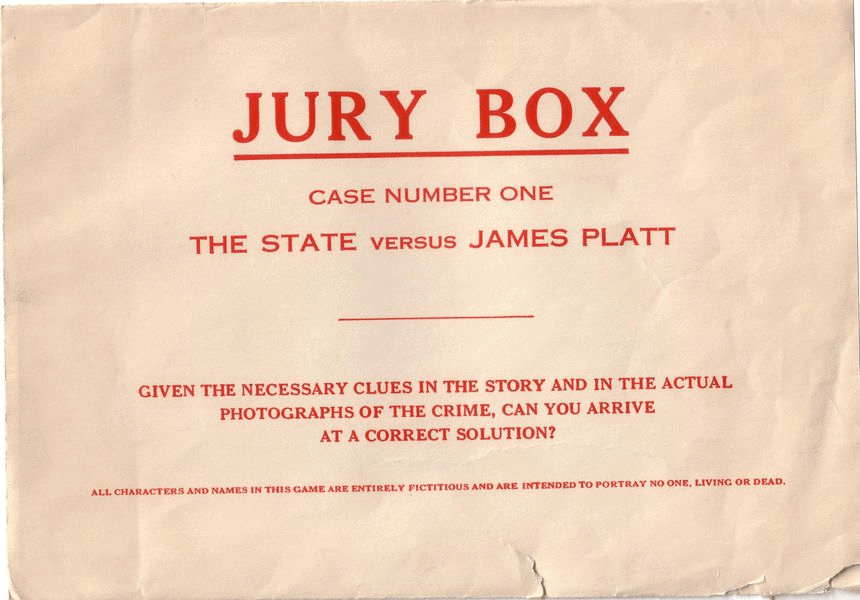 JURY BOX
CASE NUMBER ONE
THE STATE VERSUS JAMES PLATT
GIVEN THE NECESSARY CLUES IN THE STORY AND IN THE ACTUAL
PHOTOGRAPHS OF THE CRIME, CAN YOU ARRIVE
AT A CORRECT SOLUTION?
ALL CHARACTERS AND NAMES IN THIS GAME ARE ENTIRELY FICTITIOUS AND ARE INTENDED TO PORTRAY NO ONE, LIVING OR DEAD.